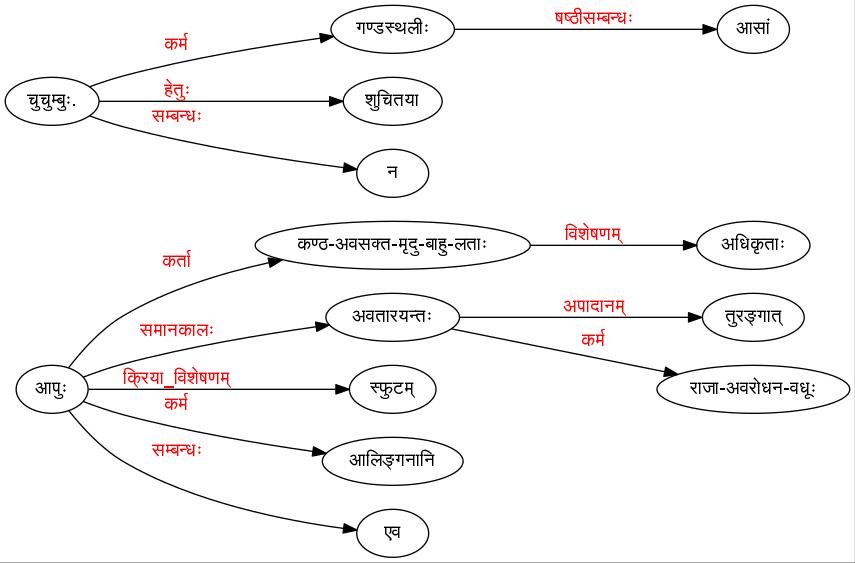 षष्ठीसम्बन्धः
गण्डस्थलीः
आसां
कर्म
चुचुम्बुः.
हेतुः
शुचितया
सम्बन्धः
न
कण्ठ-अवसक्त-मृदु-बाहु-लताः
विशेषणम्
अधिकृताः
कर्ता
अवतारयन्तः
अपादानम्
तुरङ्गात्
समानकालः
कर्म
आपुः
क्रिया_विशेषणम्
स्फुटम्
राजा-अवरोधन-वधूः
कर्म
सम्बन्धः
आलिङ्गनानि
एव